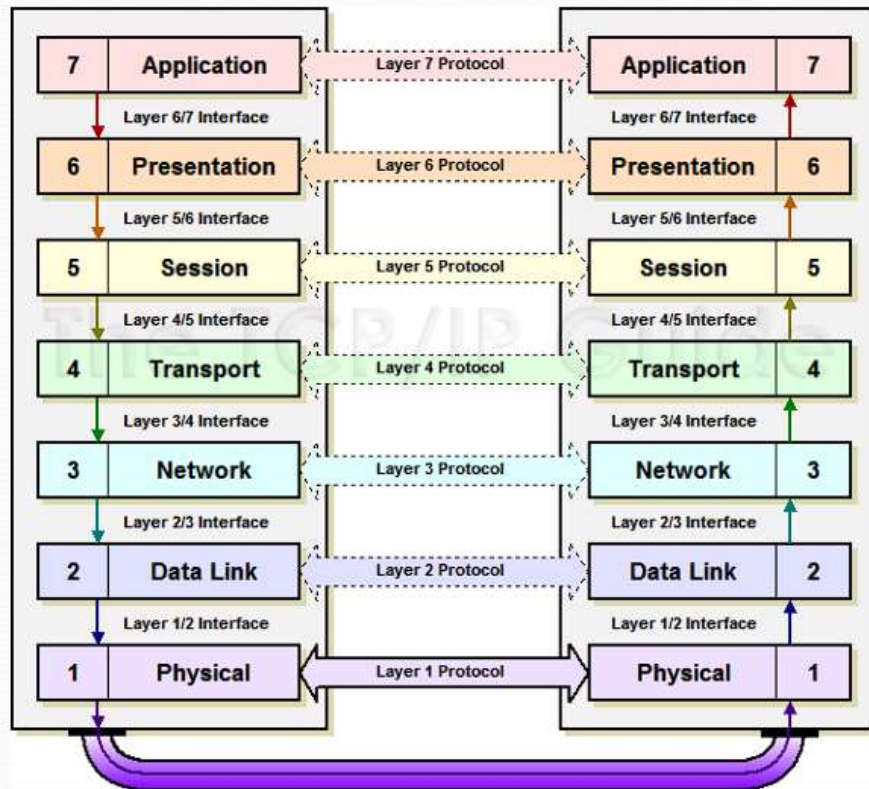 7 Application Layer 7 Protocol Application 7
Layer 6/7 Interface Layer 6/7 Interface
6 Presentation Layer 6 Protocol Presentation 6
Layer 5/6 Interface Layer 5/6 Interface
5 Session Layer 5 Protocol Session 5
Layer 4/5 Interface Layer 4/5 Interface
The TCP/IP Guide
4 Transport Layer 4 Protocol Transport 4
Layer 3/4 Interface Layer 3/4 Interface
3 Network Layer 3 Protocol Network 3
Layer 2/3 Interface Layer 2/3 Interface
2 Data Link Layer 2 Protocol Data Link 2
Layer 1/2 Interface Layer 1/2 Interface
1 Physical Layer 1 Protocol Physical 1